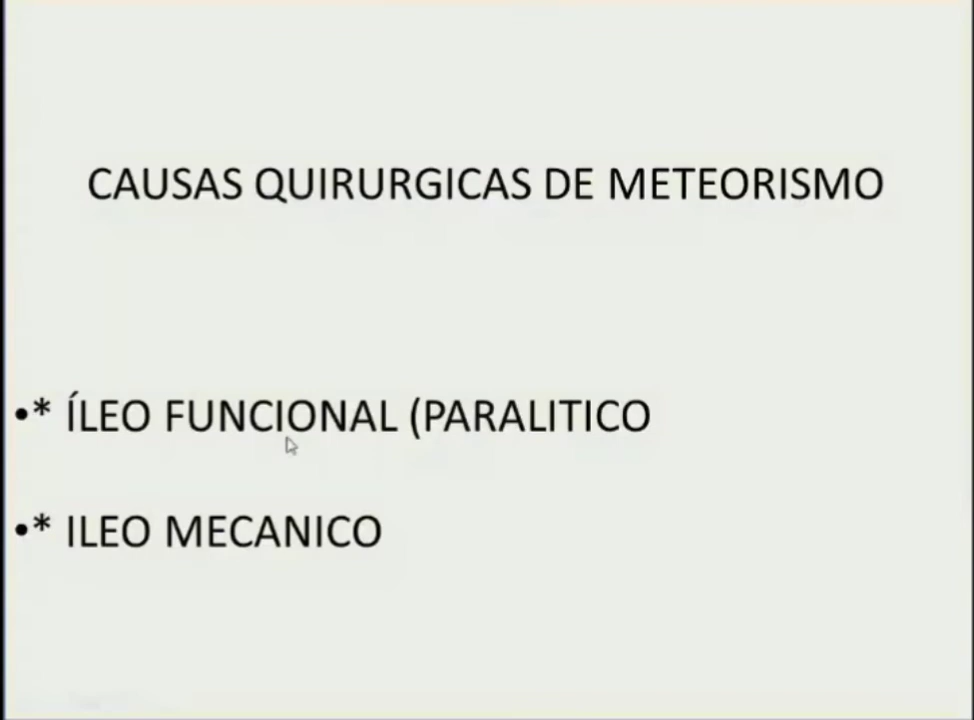 CAUSAS QUIRURGICAS DE METEORISMO
•* ÍLEO FUNCIONAL (PARALITICO
•* ILEO MECANICO